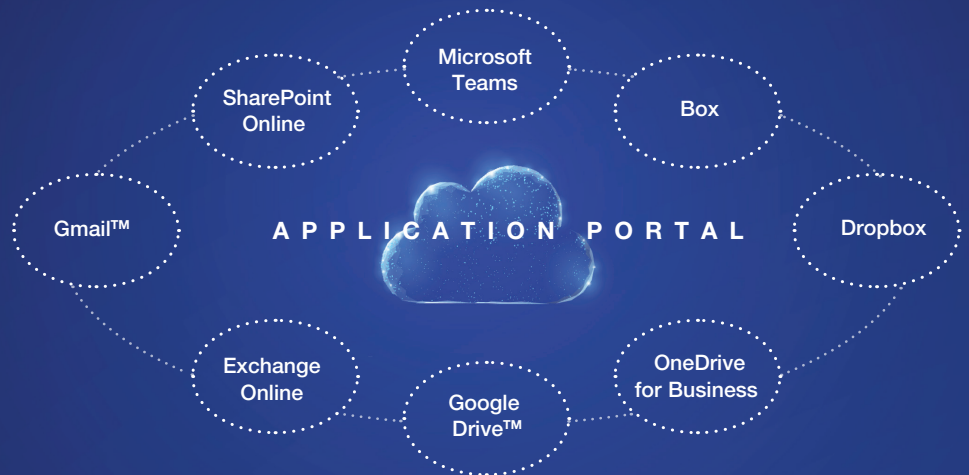 Microsoft
Teams
SharePoint
Online
Box
Gmail™
APPLICATION PORTAL
Dropbox
Exchange
Online
Google
Drive™
OneDrive
for Business